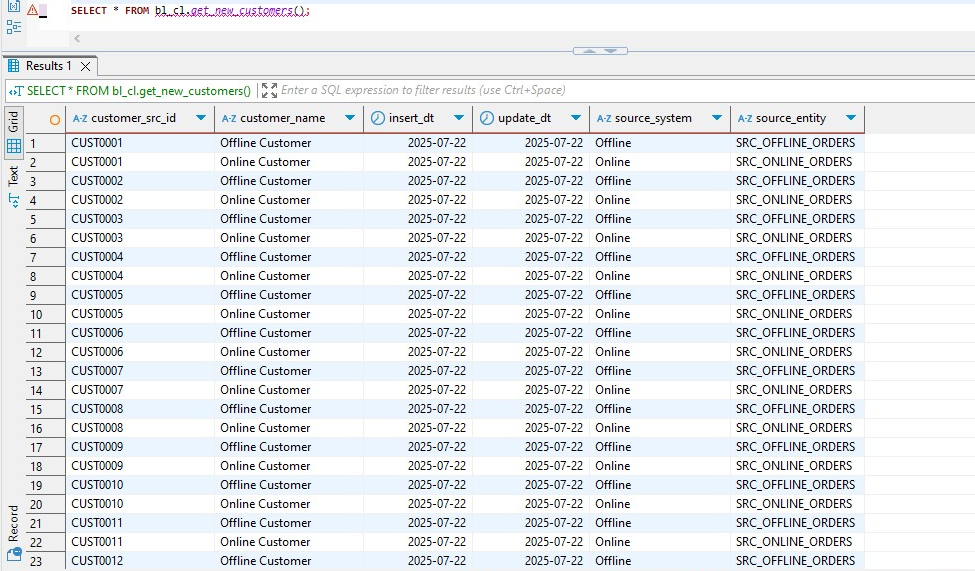 SELECT * FROM bl_cl.get_new_customers();
Results 1
SELECT * FROM bl_cl.get_new_customers() Enter a SQL expression to filter results (use Ctrl+Space)
Grid
Text
Record
A-Z customer_src_id A-Z customer_name insert_dt update_dt A-Z source_system A-Z source_entity
1 CUST0001 Offline Customer 2025-07-22 2025-07-22 Offline SRC_OFFLINE_ORDERS
2 CUST0001 Online Customer 2025-07-22 2025-07-22 Online SRC_ONLINE_ORDERS
3 CUST0002 Offline Customer 2025-07-22 2025-07-22 Offline SRC_OFFLINE_ORDERS
4 CUST0002 Online Customer 2025-07-22 2025-07-22 Online SRC_ONLINE_ORDERS
5 CUST0003 Offline Customer 2025-07-22 2025-07-22 Offline SRC_OFFLINE_ORDERS
6 CUST0003 Online Customer 2025-07-22 2025-07-22 Online SRC_ONLINE_ORDERS
7 CUST0004 Offline Customer 2025-07-22 2025-07-22 Offline SRC_OFFLINE_ORDERS
8 CUST0004 Online Customer 2025-07-22 2025-07-22 Online SRC_ONLINE_ORDERS
9 CUST0005 Offline Customer 2025-07-22 2025-07-22 Offline SRC_OFFLINE_ORDERS
10 CUST0005 Online Customer 2025-07-22 2025-07-22 Online SRC_ONLINE_ORDERS
11 CUST0006 Offline Customer 2025-07-22 2025-07-22 Offline SRC_OFFLINE_ORDERS
12 CUST0006 Online Customer 2025-07-22 2025-07-22 Online SRC_ONLINE_ORDERS
13 CUST0007 Offline Customer 2025-07-22 2025-07-22 Offline SRC_OFFLINE_ORDERS
14 CUST0007 Online Customer 2025-07-22 2025-07-22 Online SRC_ONLINE_ORDERS
15 CUST0008 Offline Customer 2025-07-22 2025-07-22 Offline SRC_OFFLINE_ORDERS
16 CUST0008 Online Customer 2025-07-22 2025-07-22 Online SRC_ONLINE_ORDERS
17 CUST0009 Offline Customer 2025-07-22 2025-07-22 Offline SRC_OFFLINE_ORDERS
18 CUST0009 Online Customer 2025-07-22 2025-07-22 Online SRC_ONLINE_ORDERS
19 CUST0010 Offline Customer 2025-07-22 2025-07-22 Offline SRC_OFFLINE_ORDERS
20 CUST0010 Online Customer 2025-07-22 2025-07-22 Online SRC_ONLINE_ORDERS
21 CUST0011 Offline Customer 2025-07-22 2025-07-22 Offline SRC_OFFLINE_ORDERS
22 CUST0011 Online Customer 2025-07-22 2025-07-22 Online SRC_ONLINE_ORDERS
23 CUST0012 Offline Customer 2025-07-22 2025-07-22 Offline SRC_OFFLINE_ORDERS